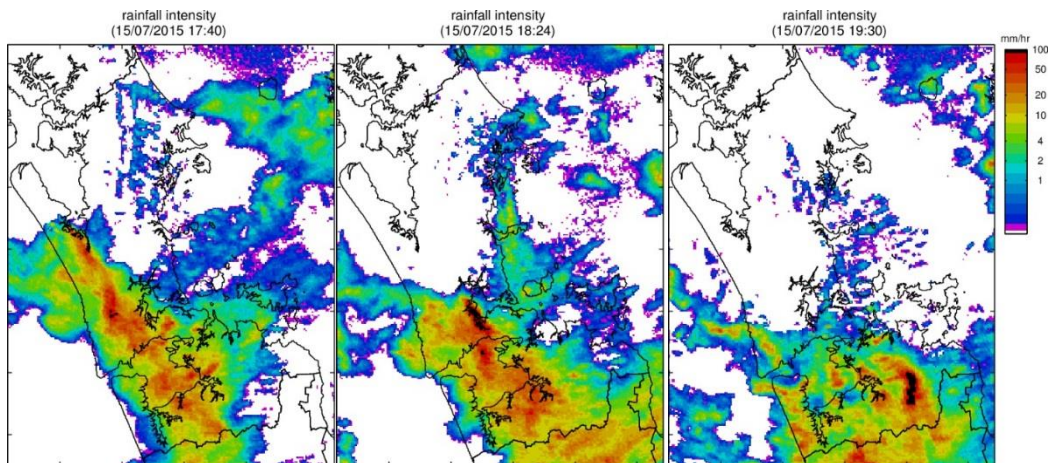 rainfall intensity
(15/07/2015 17:40)
rainfall intensity
(15/07/2015 18:24)
rainfall intensity
(15/07/2015 19:30)
mm/hr
100
50
20
10
4
2
1